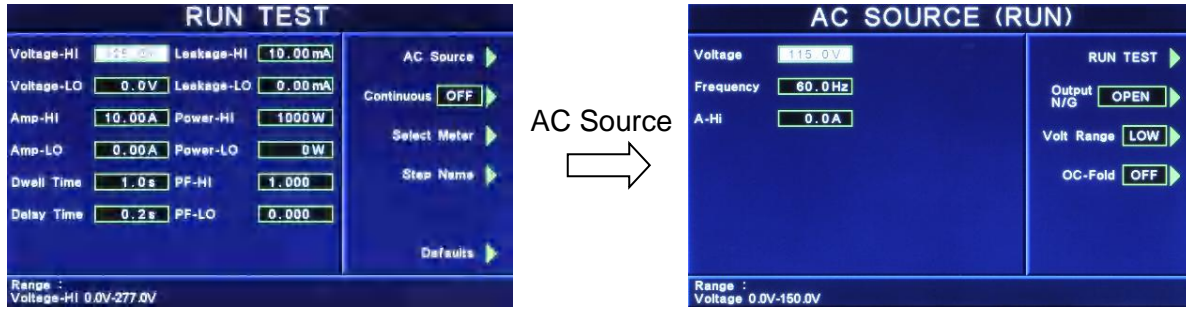 RUN TEST
Voltage-HI Leakage-HI 10.00mA
Voltage-LO 0.0V Leakage-LO 0.00mA
Amp-HI 10.00A Power-HI 1000W
Amp-LO 0.00A Power-LO 0W
Dwell Time 1.0s PF-HI 1.000
Delay Time 0.2s PF-LO 0.000
AC Source
Continuous OFF
Select Meter
Step Name
Defaults
Range :
Voltage-HI 0.0V-277.0V
AC Source
AC SOURCE (RUN)
Voltage 115.0V
Frequency 60.0Hz
A-Hi 0.0A
RUN TEST
Output
N/G OPEN
Volt Range LOW
OC-Fold OFF
Range :
Voltage 0.0V-150.0V